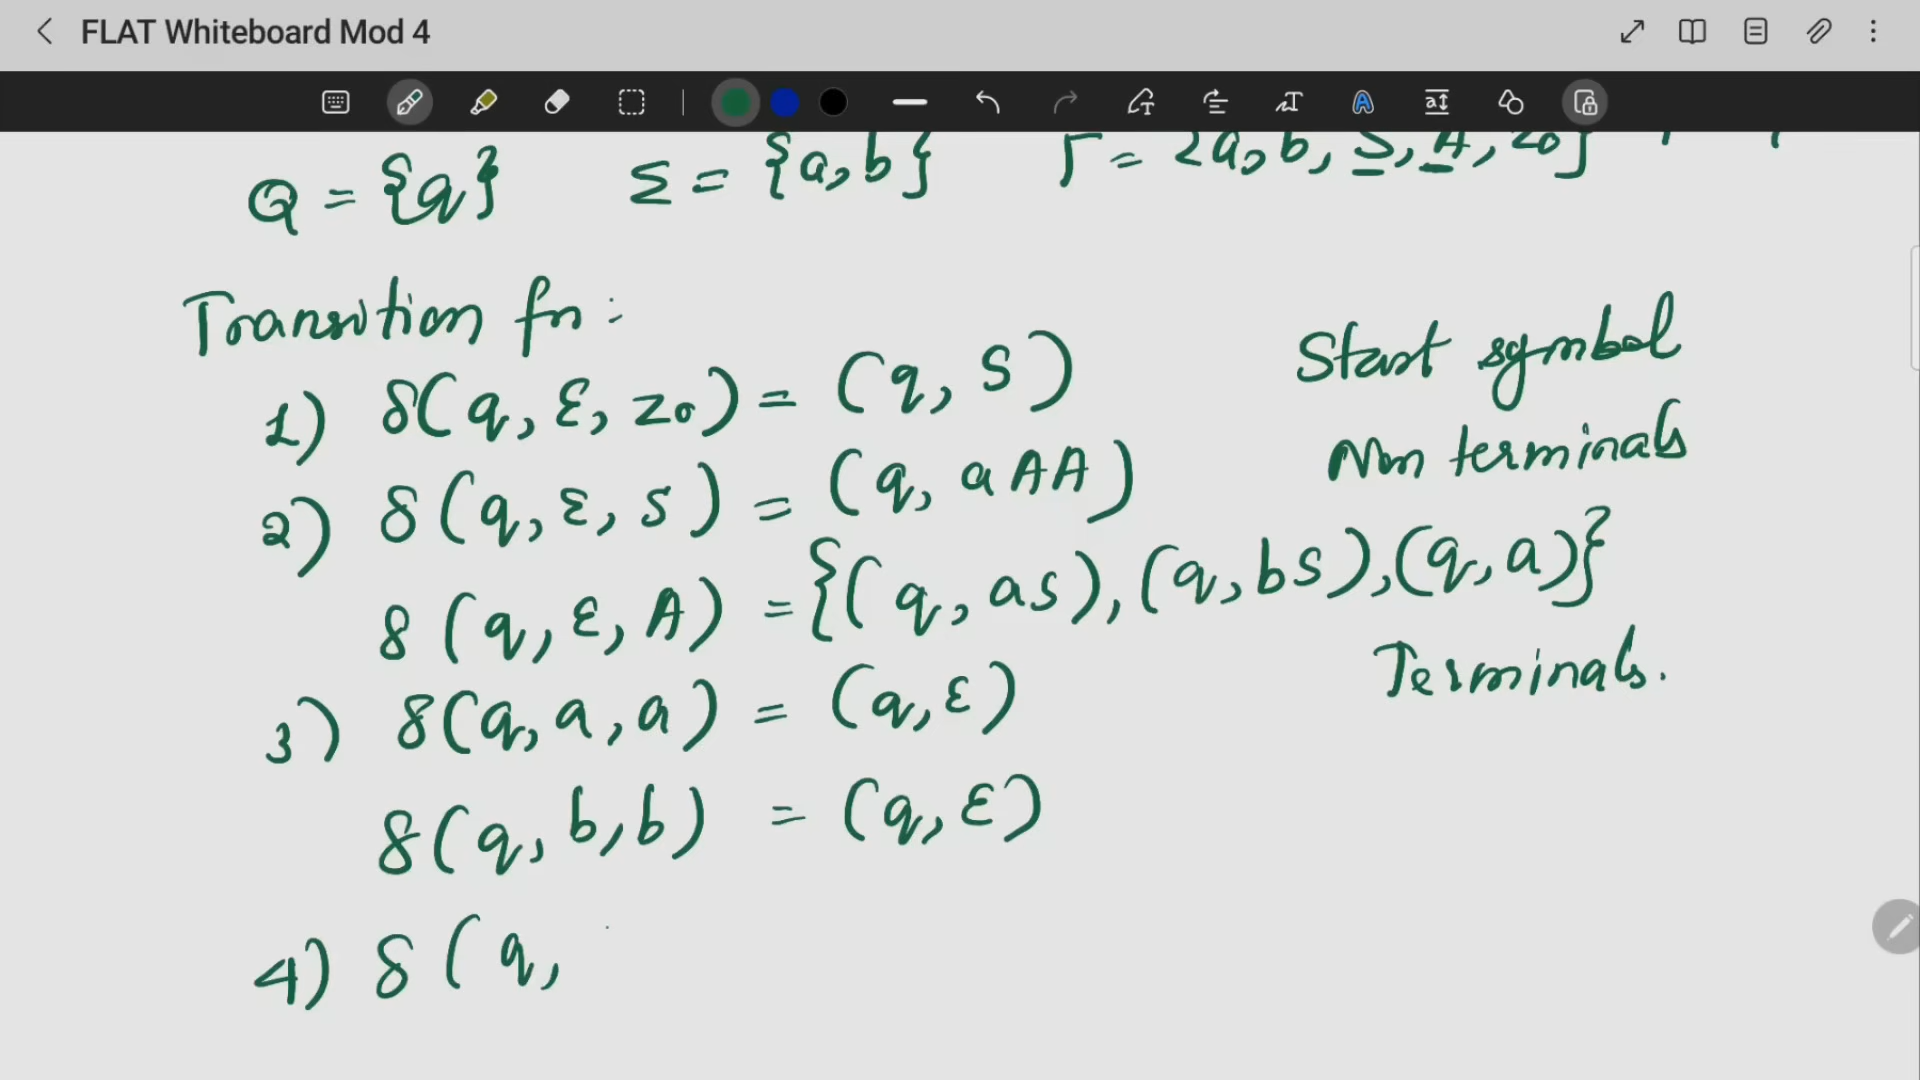 FLAT Whiteboard Mod 4
Q = {q} Σ = {a, b} Γ = {a, b, S, A, z0}
Transition fn:
1) δ(q, ε, z0) = (q, S) Start symbol
2) δ(q, ε, S) = (q, aAA) Non terminals
δ(q, ε, A) = {(q, aS), (q, bS), (q, a)}
Terminals.
3) δ(q, a, a) = (q, ε)
δ(q, b, b) = (q, ε)
4) δ(q,